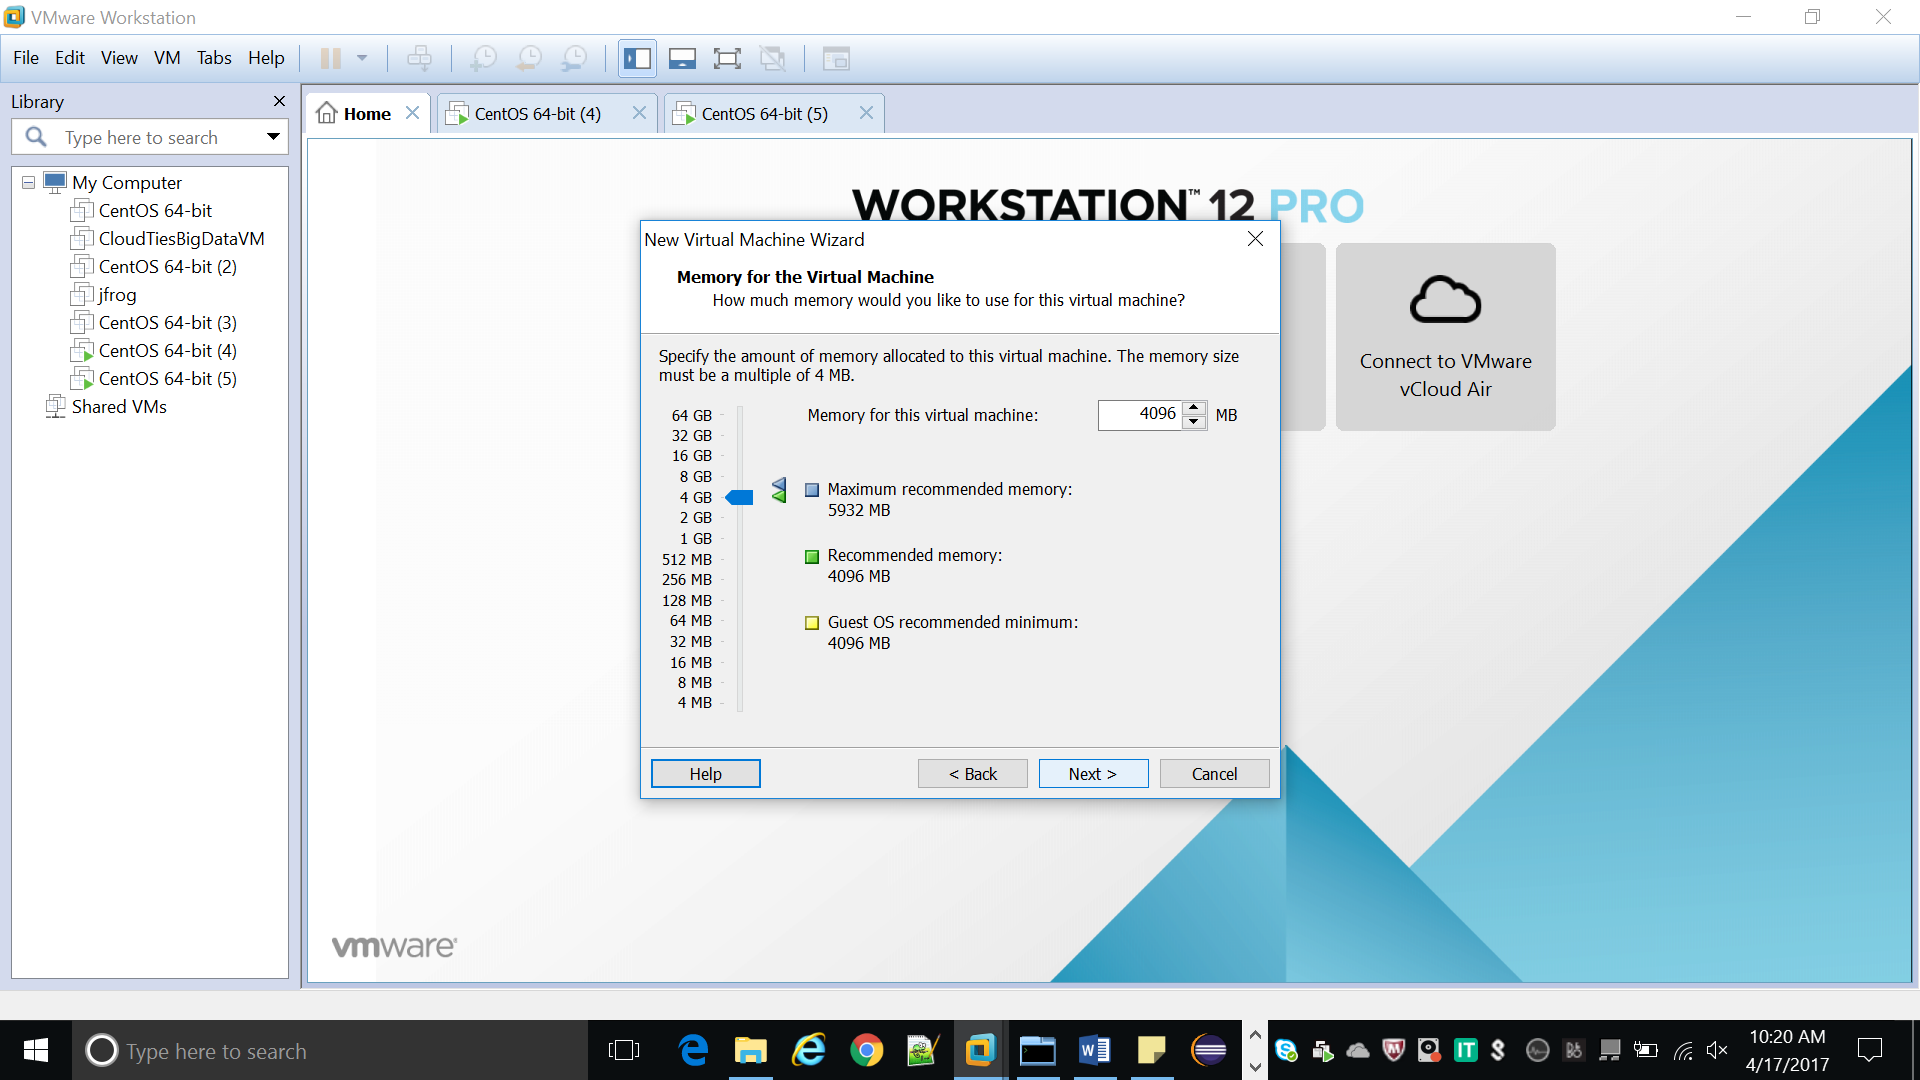 VMware Workstation
File Edit View VM Tabs Help
Library
Type here to search
My Computer
CentOS 64-bit
CloudTiesBigDataVM
CentOS 64-bit (2)
jfrog
CentOS 64-bit (3)
CentOS 64-bit (4)
CentOS 64-bit (5)
Shared VMs
Home
CentOS 64-bit (4)
CentOS 64-bit (5)
WORKSTATION™ 12 PRO
New Virtual Machine Wizard
Memory for the Virtual Machine
How much memory would you like to use for this virtual machine?
Specify the amount of memory allocated to this virtual machine. The memory size
must be a multiple of 4 MB.
64 GB
32 GB
16 GB
8 GB
4 GB
2 GB
1 GB
512 MB
256 MB
128 MB
64 MB
32 MB
16 MB
8 MB
4 MB
Memory for this virtual machine: 4096 MB
Maximum recommended memory:
5932 MB
Recommended memory:
4096 MB
Guest OS recommended minimum:
4096 MB
Help
< Back
Next >
Cancel
Connect to VMware
vCloud Air
vmware
Type here to search
IT
10:20 AM
4/17/2017